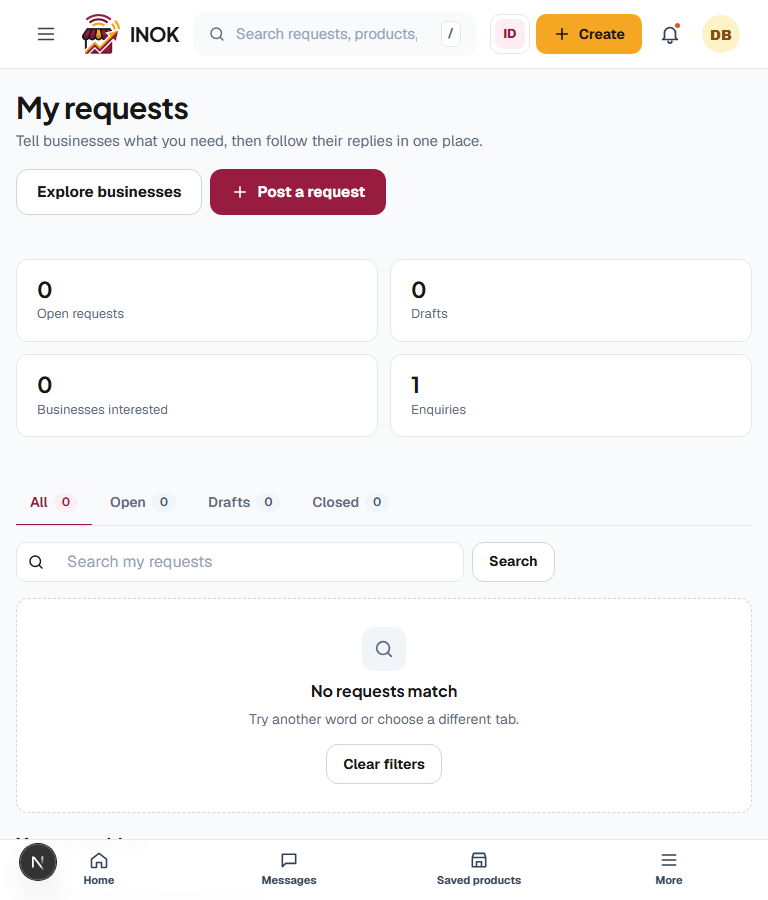 INOK
Search requests, products,
/
ID
+ Create
DB
My requests
Tell businesses what you need, then follow their replies in one place.
Explore businesses
+ Post a request
0
Open requests
0
Drafts
0
Businesses interested
1
Enquiries
All 0
Open 0
Drafts 0
Closed 0
Search my requests
Search
No requests match
Try another word or choose a different tab.
Clear filters
N
Home
Messages
Saved products
More